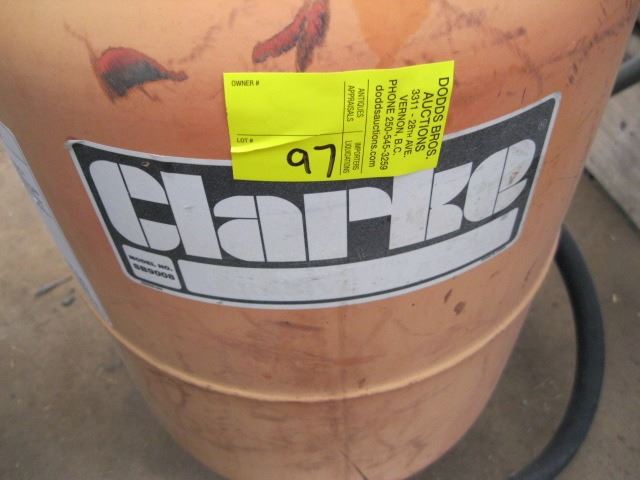 OWNER #
LOT #
97
ANTIQUES
APPRAISALS
IMPORTERS
LIQUIDATIONS
DODDS BROS.
AUCTIONS
3311 - 28TH AVE.
VERNON, B.C.
PHONE 250-545-3259
doddsauctions.com
Clarke
MODEL NO.
SB9008